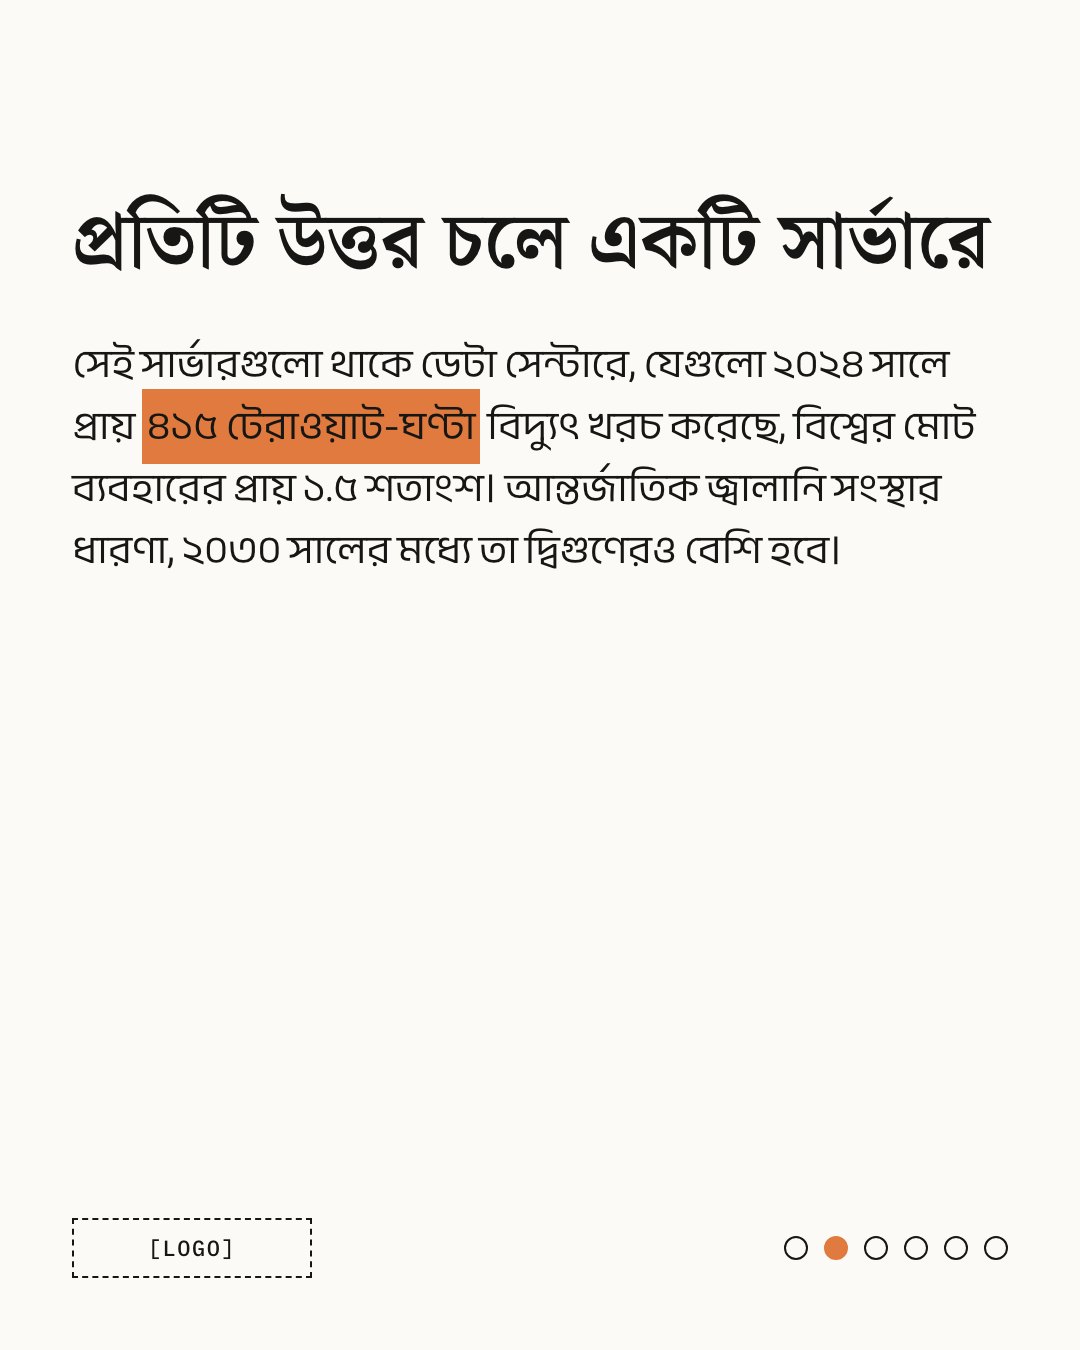 প্রতিটি উত্তর চলে একটি সার্ভারে
সেই সার্ভারগুলো থাকে ডেটা সেন্টারে, যেগুলো ২০২৪ সালে
প্রায় ৪১৫ টেরাওয়াট-ঘণ্টা বিদ্যুৎ খরচ করেছে, বিশ্বের মোট
ব্যবহারের প্রায় ১.৫ শতাংশ। আন্তর্জাতিক জ্বালানি সংস্থার
ধারণা, ২০৩০ সালের মধ্যে তা দ্বিগুণেরও বেশি হবে।
[LOGO]